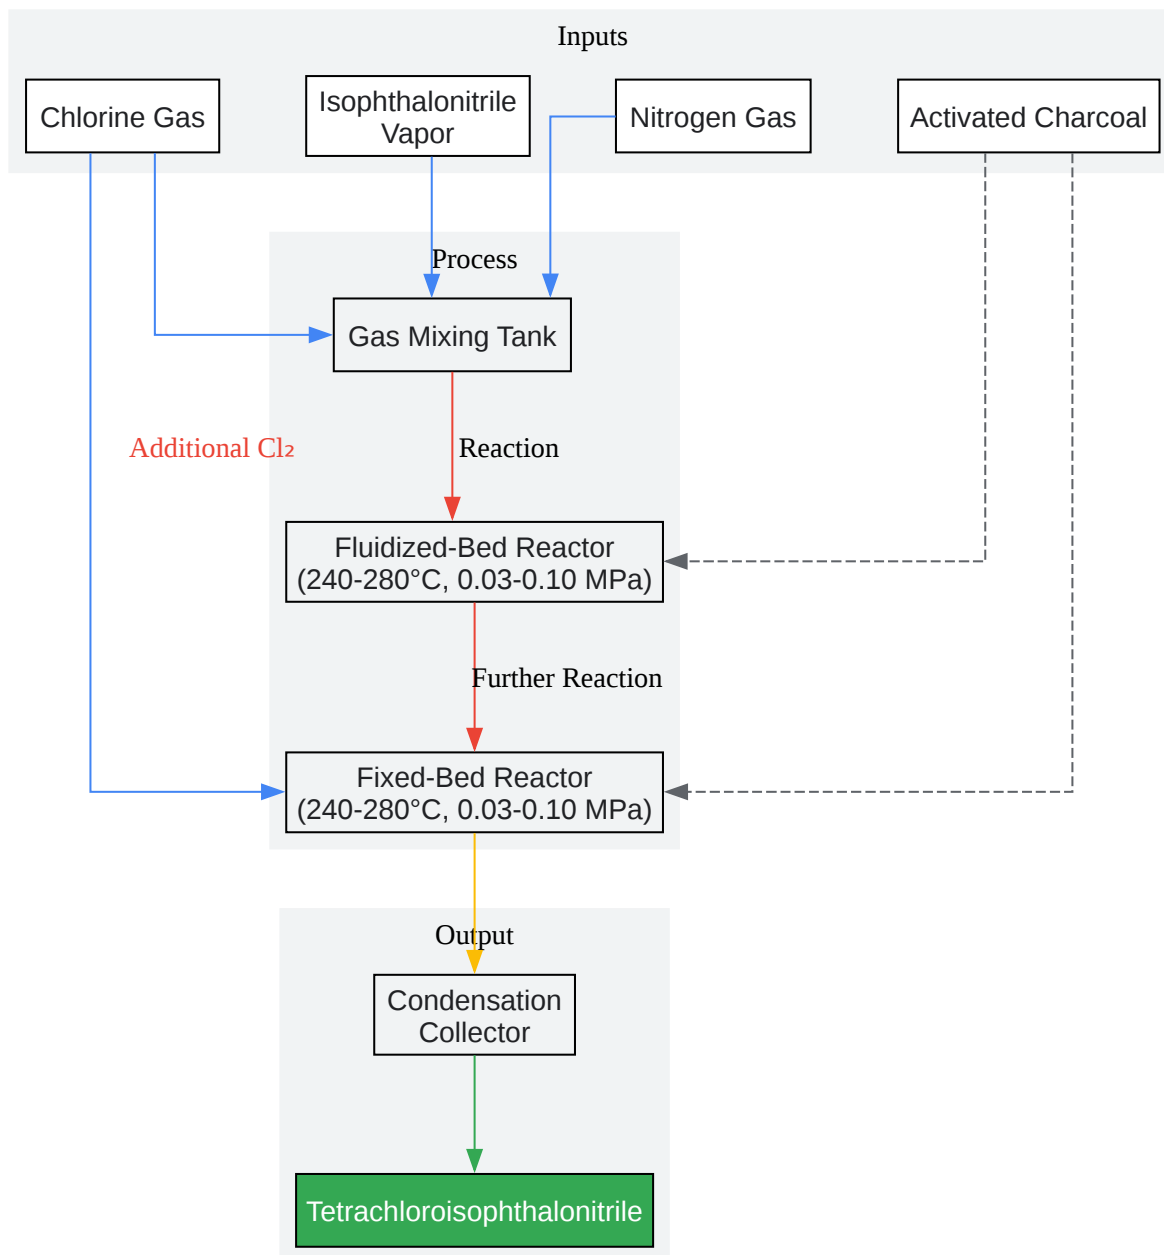 Inputs
Chlorine Gas
Isophthalonitrile
Vapor
Nitrogen Gas
Activated Charcoal
Process
Gas Mixing Tank
Additional Cl₂
Reaction
Fluidized-Bed Reactor
(240-280°C, 0.03-0.10 MPa)
Further Reaction
Fixed-Bed Reactor
(240-280°C, 0.03-0.10 MPa)
Output
Condensation
Collector
Tetrachloroisophthalonitrile